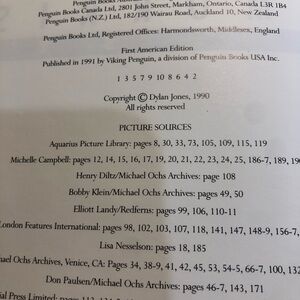 Penguin Books
Penguin Books Canada Ltd, 2801 John Street, Markham, Ontario, Canada L3R 1B4
Penguin Books (N.Z.) Ltd, 182/190 Wairau Road, Auckland 10, New Zealand
Penguin Books Ltd, Registered Offices: Harmondsworth, Middlesex, England
First American Edition
Published in 1991 by Viking Penguin, a division of Penguin Books USA Inc.
1 3 5 7 9 10 8 6 4 2
Copyright © Dylan Jones, 1990
All rights reserved
PICTURE SOURCES
Aquarius Picture Library: pages 8, 30, 33, 73, 105, 109, 115, 119
Michelle Campbell: pages 12, 14, 15, 16, 17, 19, 20, 21, 22, 23, 24, 25, 186-7, 189, 190
Henry Diltz/Michael Ochs Archives: page 108
Bobby Klein/Michael Ochs Archives: pages 49, 50
Elliott Landy/Redferns: pages 99, 106, 110-11
London Features International: pages 98, 102, 103, 107, 118, 141, 147, 148-9, 156-7,
Lisa Nesselson: pages 18, 185
ael Ochs Archives, Venice, CA: Pages 34, 38-9, 41, 42, 45, 53, 54-5, 66-7, 100, 132
Don Paulsen/Michael Ochs Archives: pages 46-7, 143, 171
ial Press Limited: pages